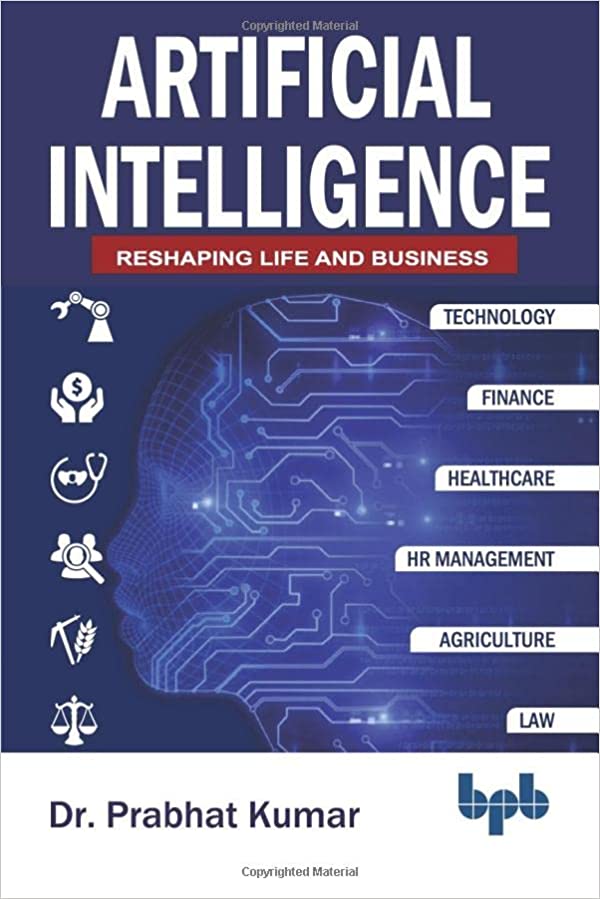 Copyrighted Material
ARTIFICIAL
INTELLIGENCE
RESHAPING LIFE AND BUSINESS
TECHNOLOGY
FINANCE
HEALTHCARE
HR MANAGEMENT
AGRICULTURE
LAW
Dr. Prabhat Kumar
bpb
Copyrighted Material